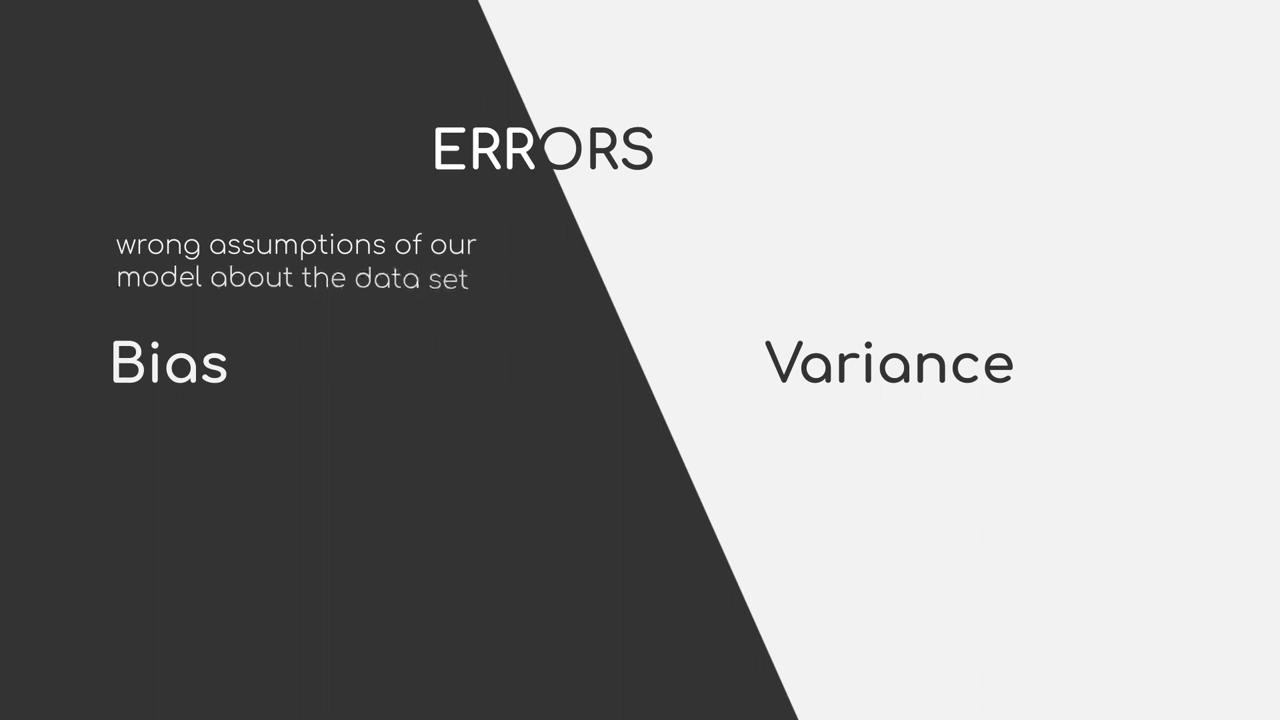 ERRORS
wrong assumptions of our
model about the data set
Bias
Variance